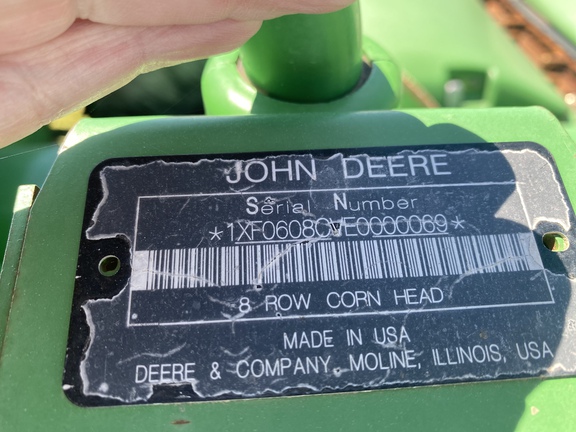 JOHN DEERE
Serial Number
*1XF0608CVE0000069*
8 ROW CORN HEAD
MADE IN USA
DEERE & COMPANY MOLINE, ILLINOIS, USA